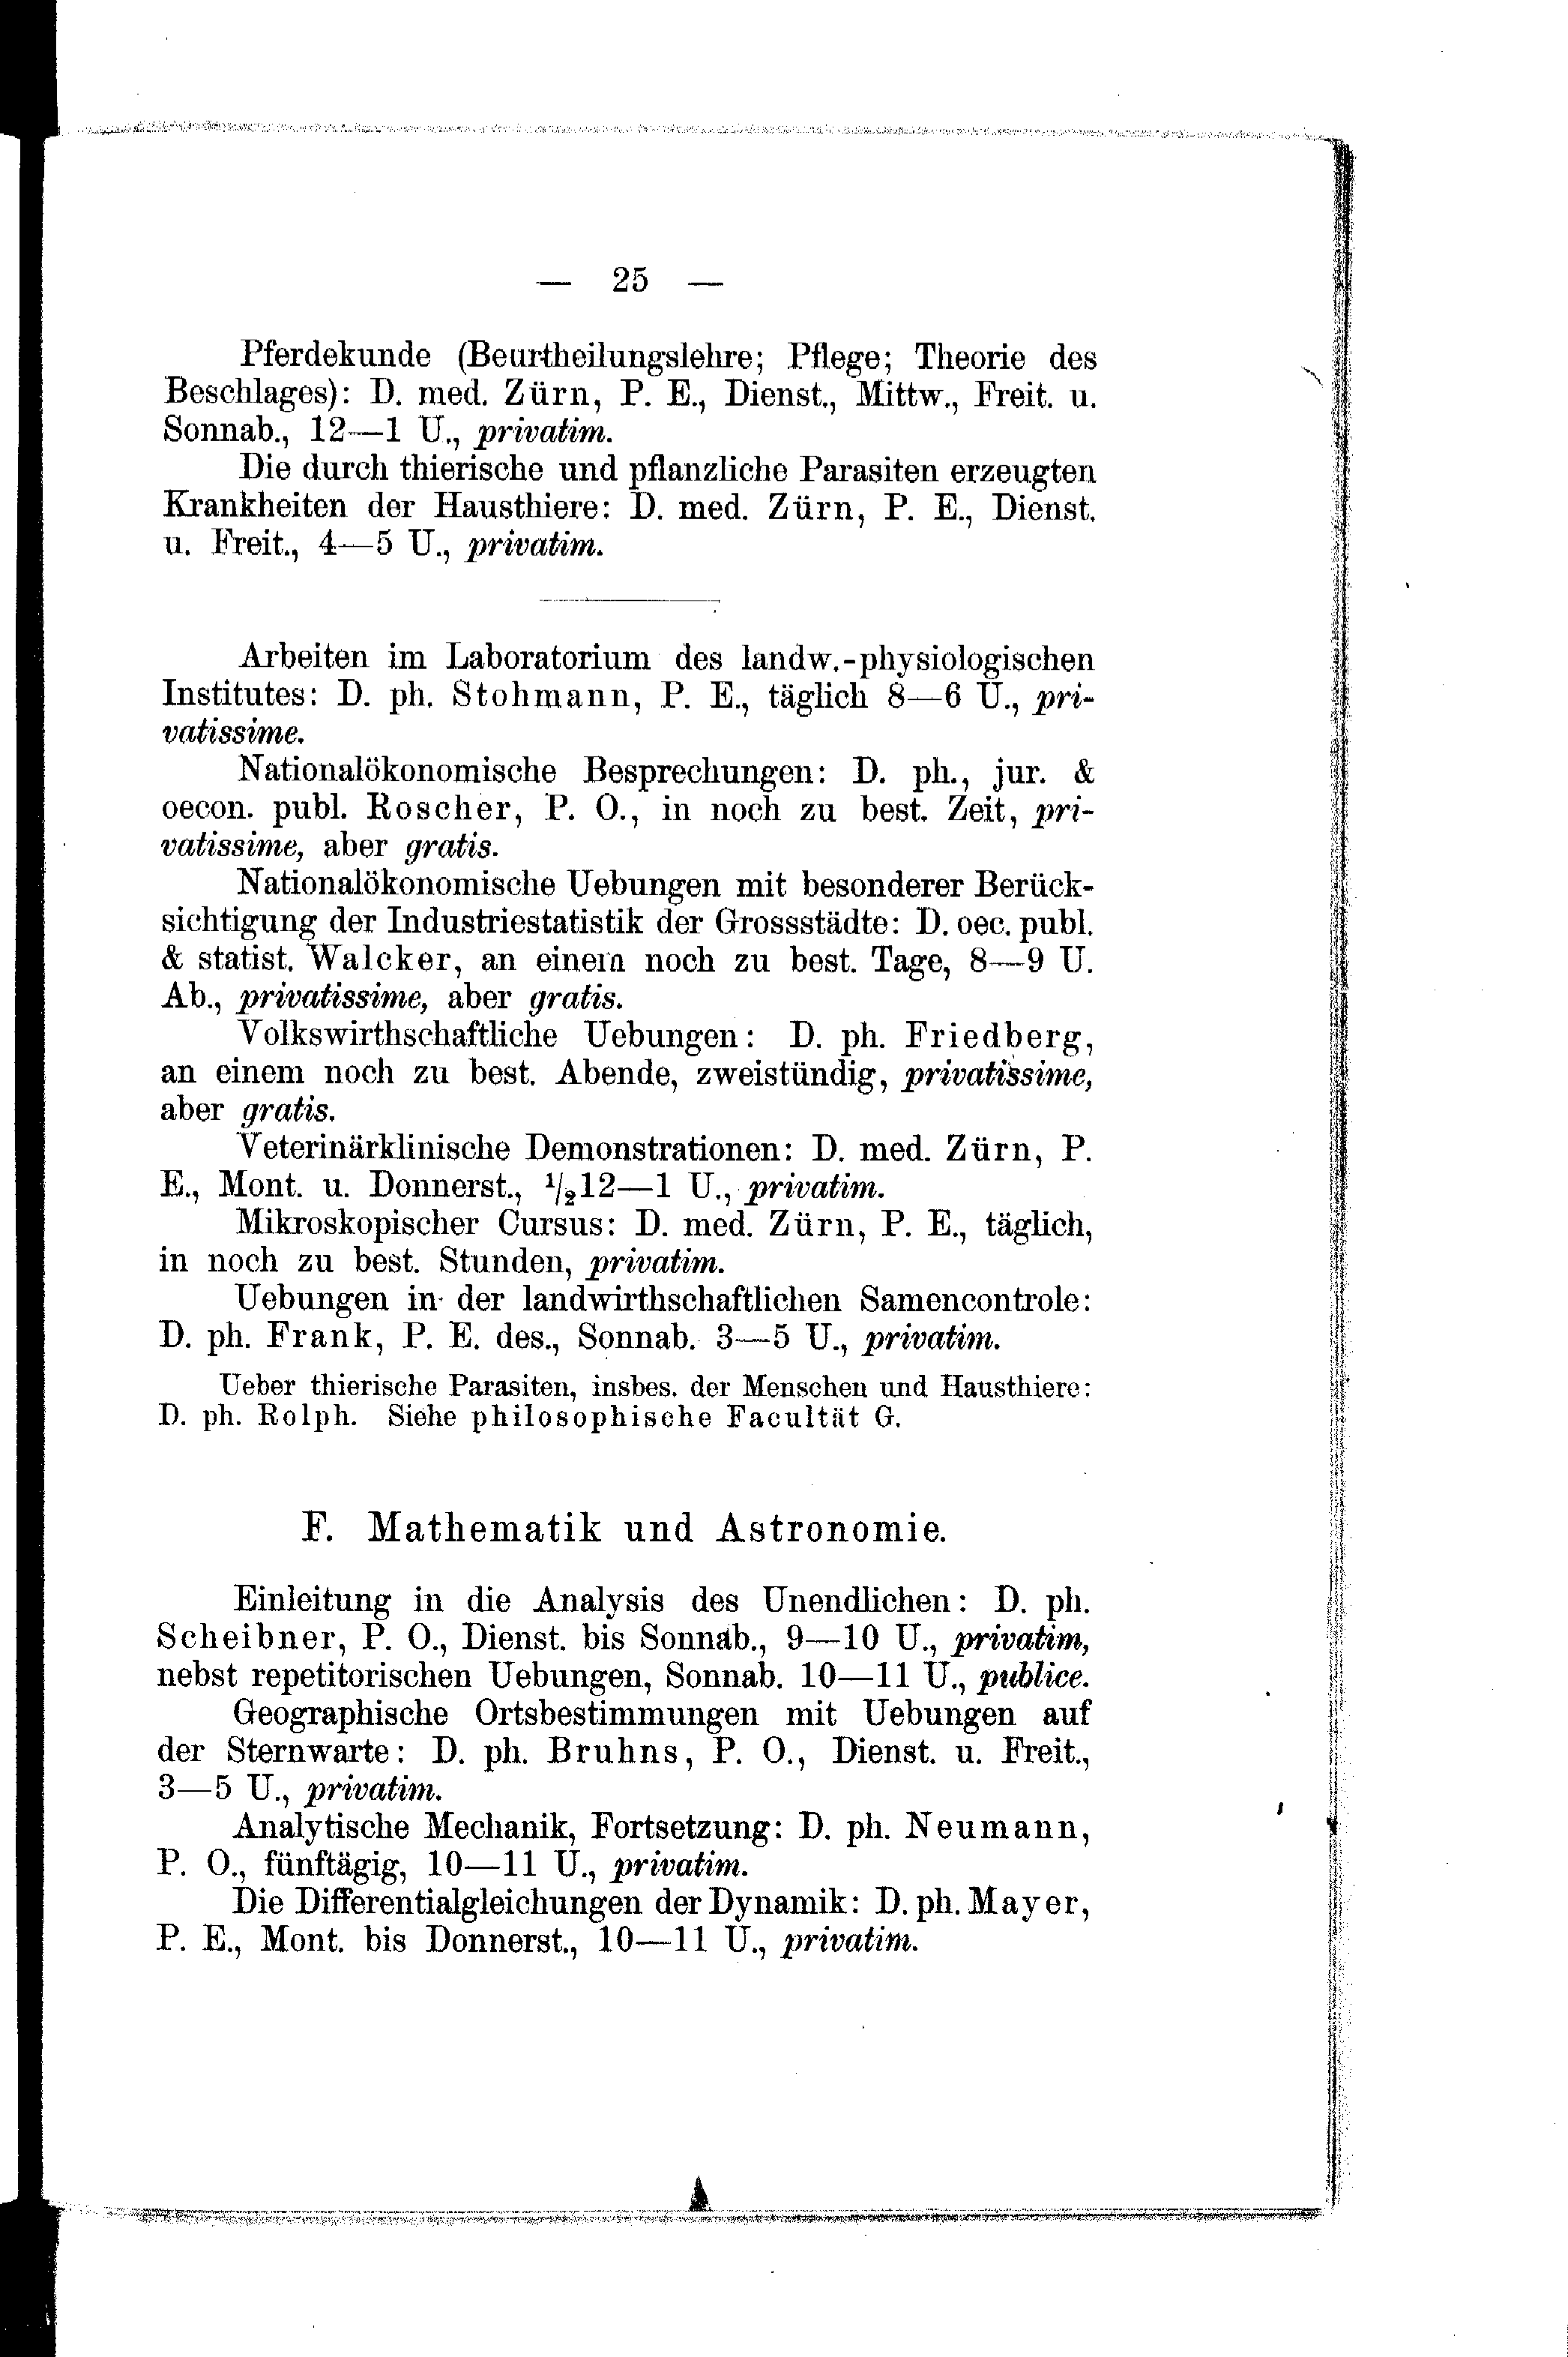 — 25 —
Pferdekunde (Beurtheilungslehre; Pflege; Theorie des
Beschlages): D. med. Zürn, P. E., Dienst., Mittw., Freit. u.
Sonnab., 12—1 U., privatim.
Die durch thierische und pflanzliche Parasiten erzeugten
Krankheiten der Hausthiere: D. med. Zürn, P. E., Dienst.
u. Freit., 4—5 U., privatim.
Arbeiten im Laboratorium des landw.-physiologischen
Institutes: D. ph. Stohmann, P. E., täglich 8—6 U., pri-
vatissime.
Nationalökonomische Besprechungen: D. ph., jur. &
oecon. publ. Roscher, P. O., in noch zu best. Zeit, pri-
vatissime, aber gratis.
Nationalökonomische Uebungen mit besonderer Berück-
sichtigung der Industriestatistik der Grossstädte: D. oec. publ.
& statist. Walcker, an einem noch zu best. Tage, 8—9 U.
Ab., privatissime, aber gratis.
Volkswirthschaftliche Uebungen: D. ph. Friedberg,
an einem noch zu best. Abende, zweistündig, privatissime,
aber gratis.
Veterinärklinische Demonstrationen: D. med. Zürn, P.
E., Mont. u. Donnerst., 1/2 12—1 U., privatim.
Mikroskopischer Cursus: D. med. Zürn, P. E., täglich,
in noch zu best. Stunden, privatim.
Uebungen in der landwirthschaftlichen Samencontrole:
D. ph. Frank, P. E. des., Sonnab. 3—5 U., privatim.
Ueber thierische Parasiten, insbes. der Menschen und Hausthiere:
D. ph. Rolph. Siehe philosophische Facultät G.
F. Mathematik und Astronomie.
Einleitung in die Analysis des Unendlichen: D. ph.
Scheibner, P. O., Dienst. bis Sonnab., 9—10 U., privatim,
nebst repetitorischen Uebungen, Sonnab. 10—11 U., publice.
Geographische Ortsbestimmungen mit Uebungen auf
der Sternwarte: D. ph. Bruhns, P. O., Dienst. u. Freit.,
3—5 U., privatim.
Analytische Mechanik, Fortsetzung: D. ph. Neumann,
P. O., fünftägig, 10—11 U., privatim.
Die Differentialgleichungen der Dynamik: D. ph. Mayer,
P. E., Mont. bis Donnerst., 10—11 U., privatim.